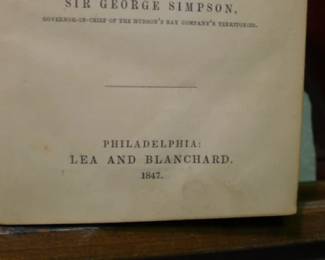 SIR GEORGE SIMPSON,
GOVERNOR-IN-CHIEF OF THE HUDSON'S BAY COMPANY'S TERRITORIES.
PHILADELPHIA:
LEA AND BLANCHARD.
1847.